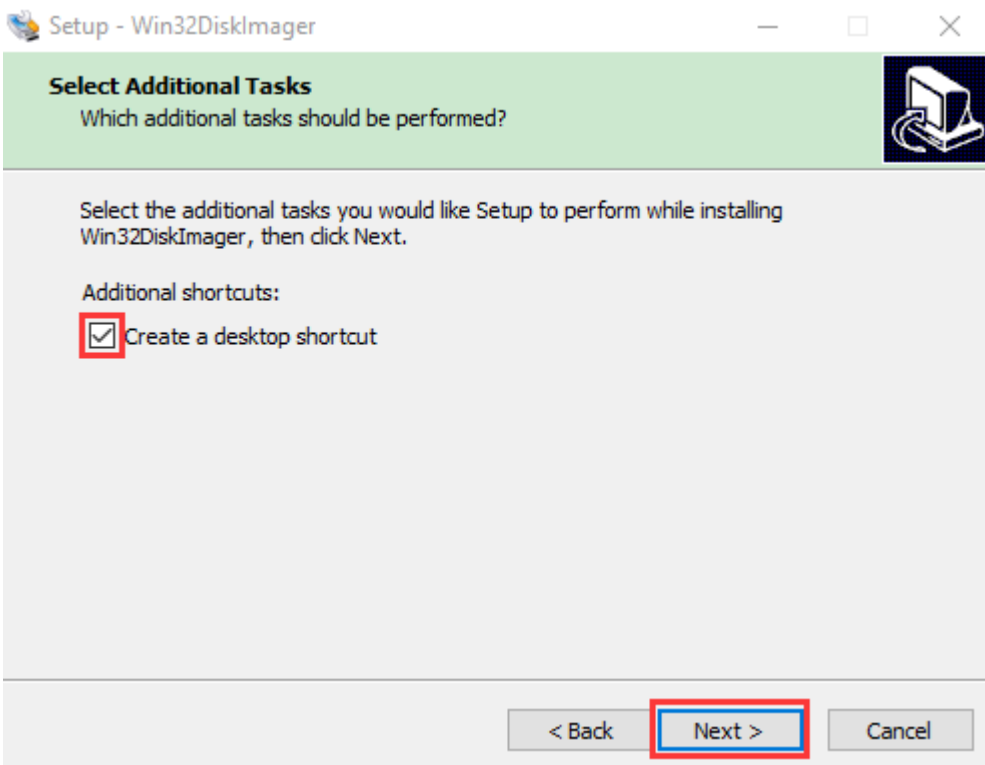 Setup - Win32DiskImager
Select Additional Tasks
Which additional tasks should be performed?
Select the additional tasks you would like Setup to perform while installing
Win32DiskImager, then click Next.
Additional shortcuts:
Create a desktop shortcut
< Back
Next >
Cancel